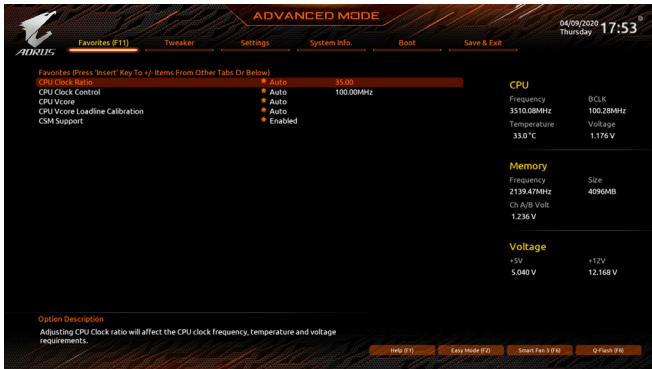 ADVANCED MODE
04/09/2020
Thursday 17:53
AORUS
Favorites (F11) Tweaker Settings System Info. Boot Save & Exit
Favorites (Press 'Insert' Key To +/- Items From Other Tabs Or Below)
CPU Clock Ratio Auto 35.00
CPU Clock Control Auto 100.00MHz
CPU Vcore Auto
CPU Vcore Loadline Calibration Auto
CSM Support Enabled
CPU
Frequency BCLK
3510.08MHz 100.28MHz
Temperature Voltage
33.0 °C 1.176 V
Memory
Frequency Size
2139.47MHz 4096MB
Ch A/B Volt
1.236 V
Voltage
+5V +12V
5.040 V 12.168 V
Option Description
Adjusting CPU Clock ratio will affect the CPU clock frequency, temperature and voltage
requirements.
Help (F1) Easy Mode (F2) Smart Fan 5 (F6) Q-Flash (F8)